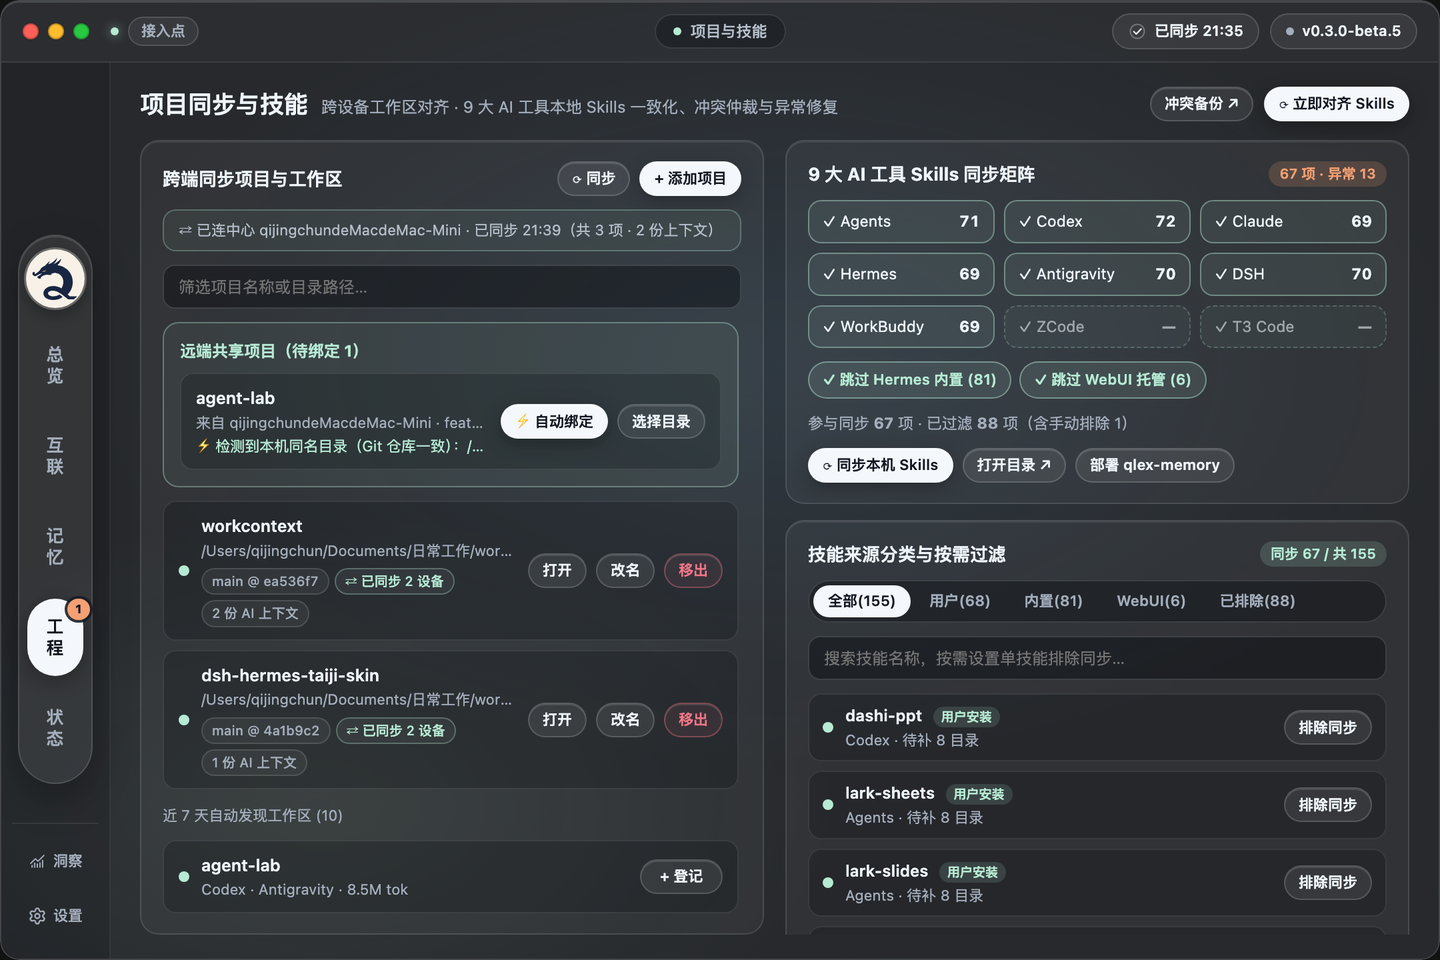 接入点
项目与技能
已同步 21:35
v0.3.0-beta.5
总览
互联
记忆
工程
1
状态
洞察
设置
项目同步与技能
跨设备工作区对齐 · 9 大 AI 工具本地 Skills 一致化、冲突仲裁与异常修复
冲突备份 ↗
⟳ 立即对齐 Skills
跨端同步项目与工作区
⟳ 同步
+ 添加项目
⇄ 已连中心 qijingchundeMacdeMac-Mini · 已同步 21:39（共 3 项 · 2 份上下文）
筛选项目名称或目录路径...
远端共享项目（待绑定 1）
agent-lab
来自 qijingchundeMacdeMac-Mini · feat...
⚡ 检测到本机同名目录（Git 仓库一致）: /...
⚡ 自动绑定
选择目录
workcontext
/Users/qijingchun/Documents/日常工作/wor...
main @ ea536f7
⇄ 已同步 2 设备
2 份 AI 上下文
打开
改名
移出
dsh-hermes-taiji-skin
/Users/qijingchun/Documents/日常工作/wor...
main @ 4a1b9c2
⇄ 已同步 2 设备
1 份 AI 上下文
打开
改名
移出
近 7 天自动发现工作区 (10)
agent-lab
Codex · Antigravity · 8.5M tok
+ 登记
9 大 AI 工具 Skills 同步矩阵
67 项 · 异常 13
✓ Agents 71
✓ Codex 72
✓ Claude 69
✓ Hermes 69
✓ Antigravity 70
✓ DSH 70
✓ WorkBuddy 69
✓ ZCode —
✓ T3 Code —
✓ 跳过 Hermes 内置 (81)
✓ 跳过 WebUI 托管 (6)
参与同步 67 项 · 已过滤 88 项（含手动排除 1）
⟳ 同步本机 Skills
打开目录 ↗
部署 qlex-memory
技能来源分类与按需过滤
同步 67 / 共 155
全部(155)
用户(68)
内置(81)
WebUI(6)
已排除(88)
搜索技能名称，按需设置单技能排除同步...
dashi-ppt 用户安装
Codex · 待补 8 目录
排除同步
lark-sheets 用户安装
Agents · 待补 8 目录
排除同步
lark-slides 用户安装
Agents · 待补 8 目录
排除同步